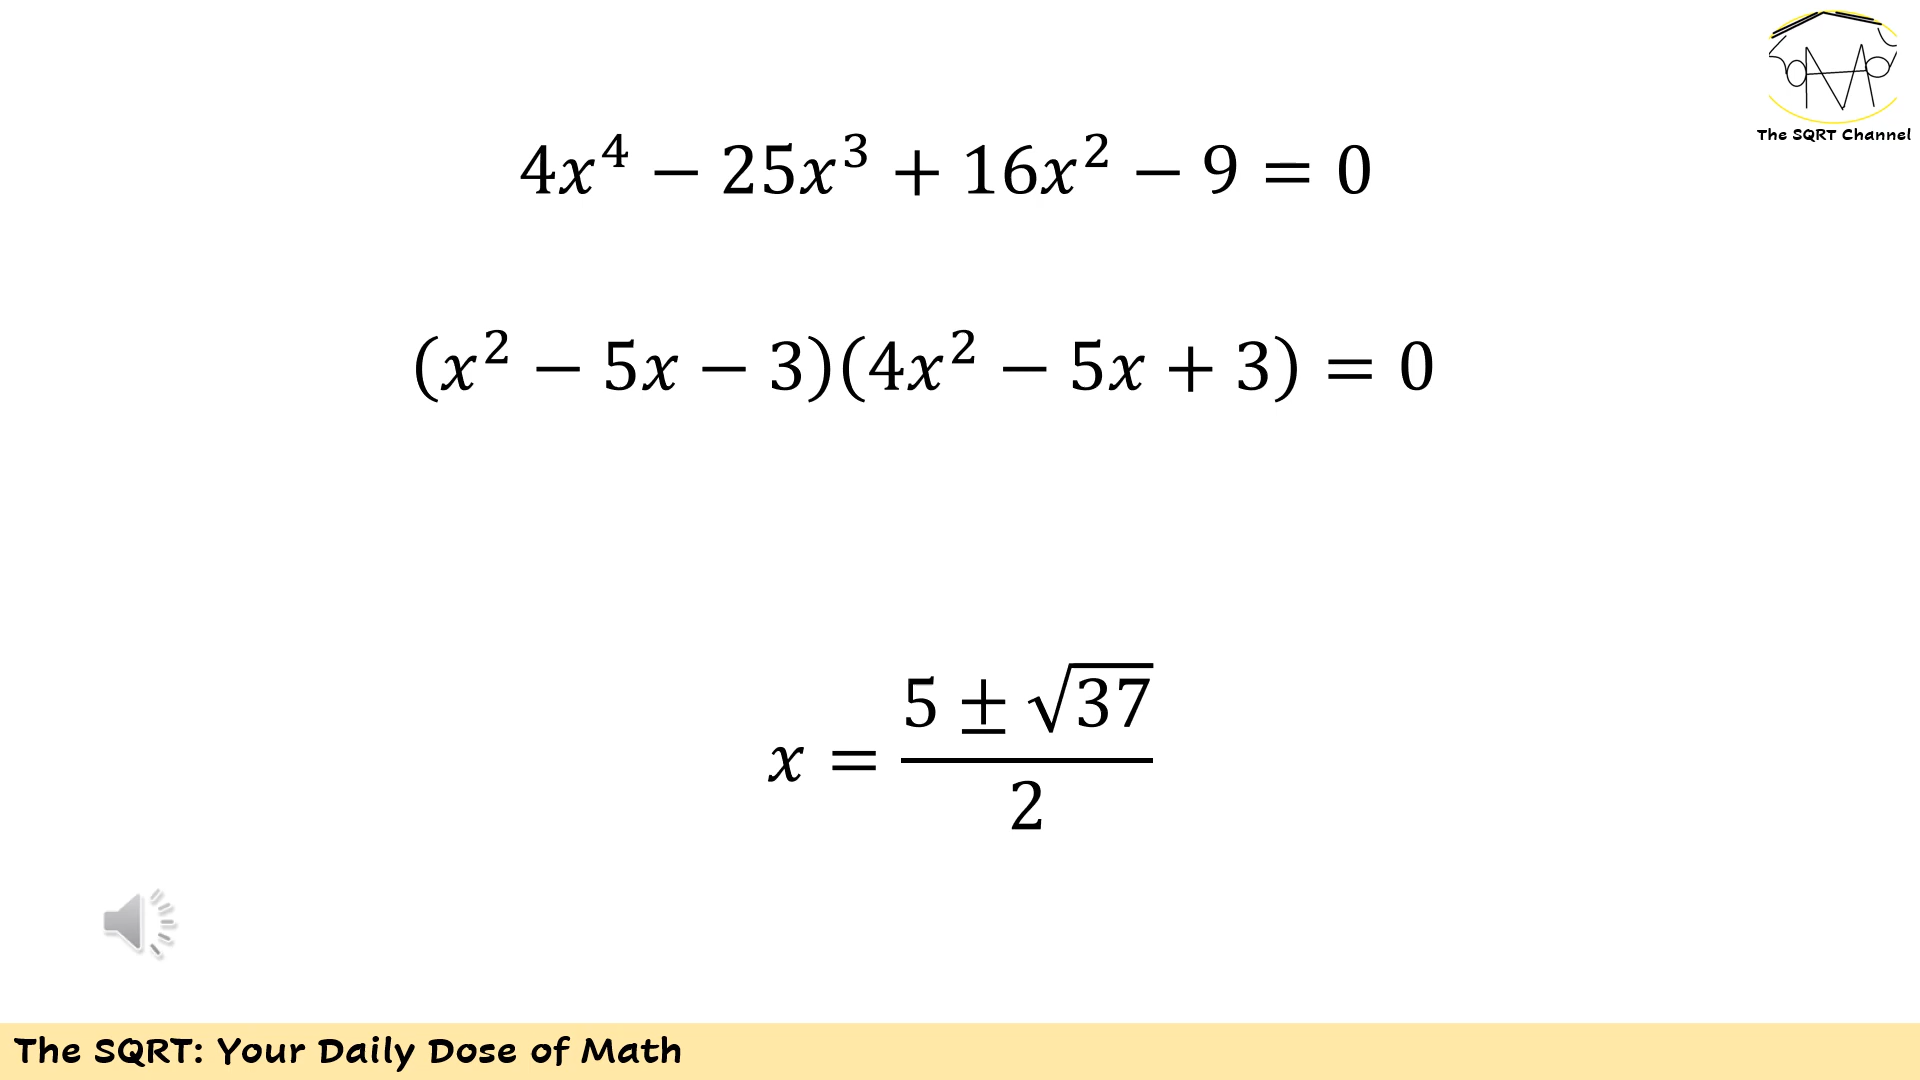 The SQRT Channel
4x⁴ − 25x³ + 16x² − 9 = 0
(x² − 5x − 3)(4x² − 5x + 3) = 0
x = (5 ± √37)/2
The SQRT: Your Daily Dose of Math